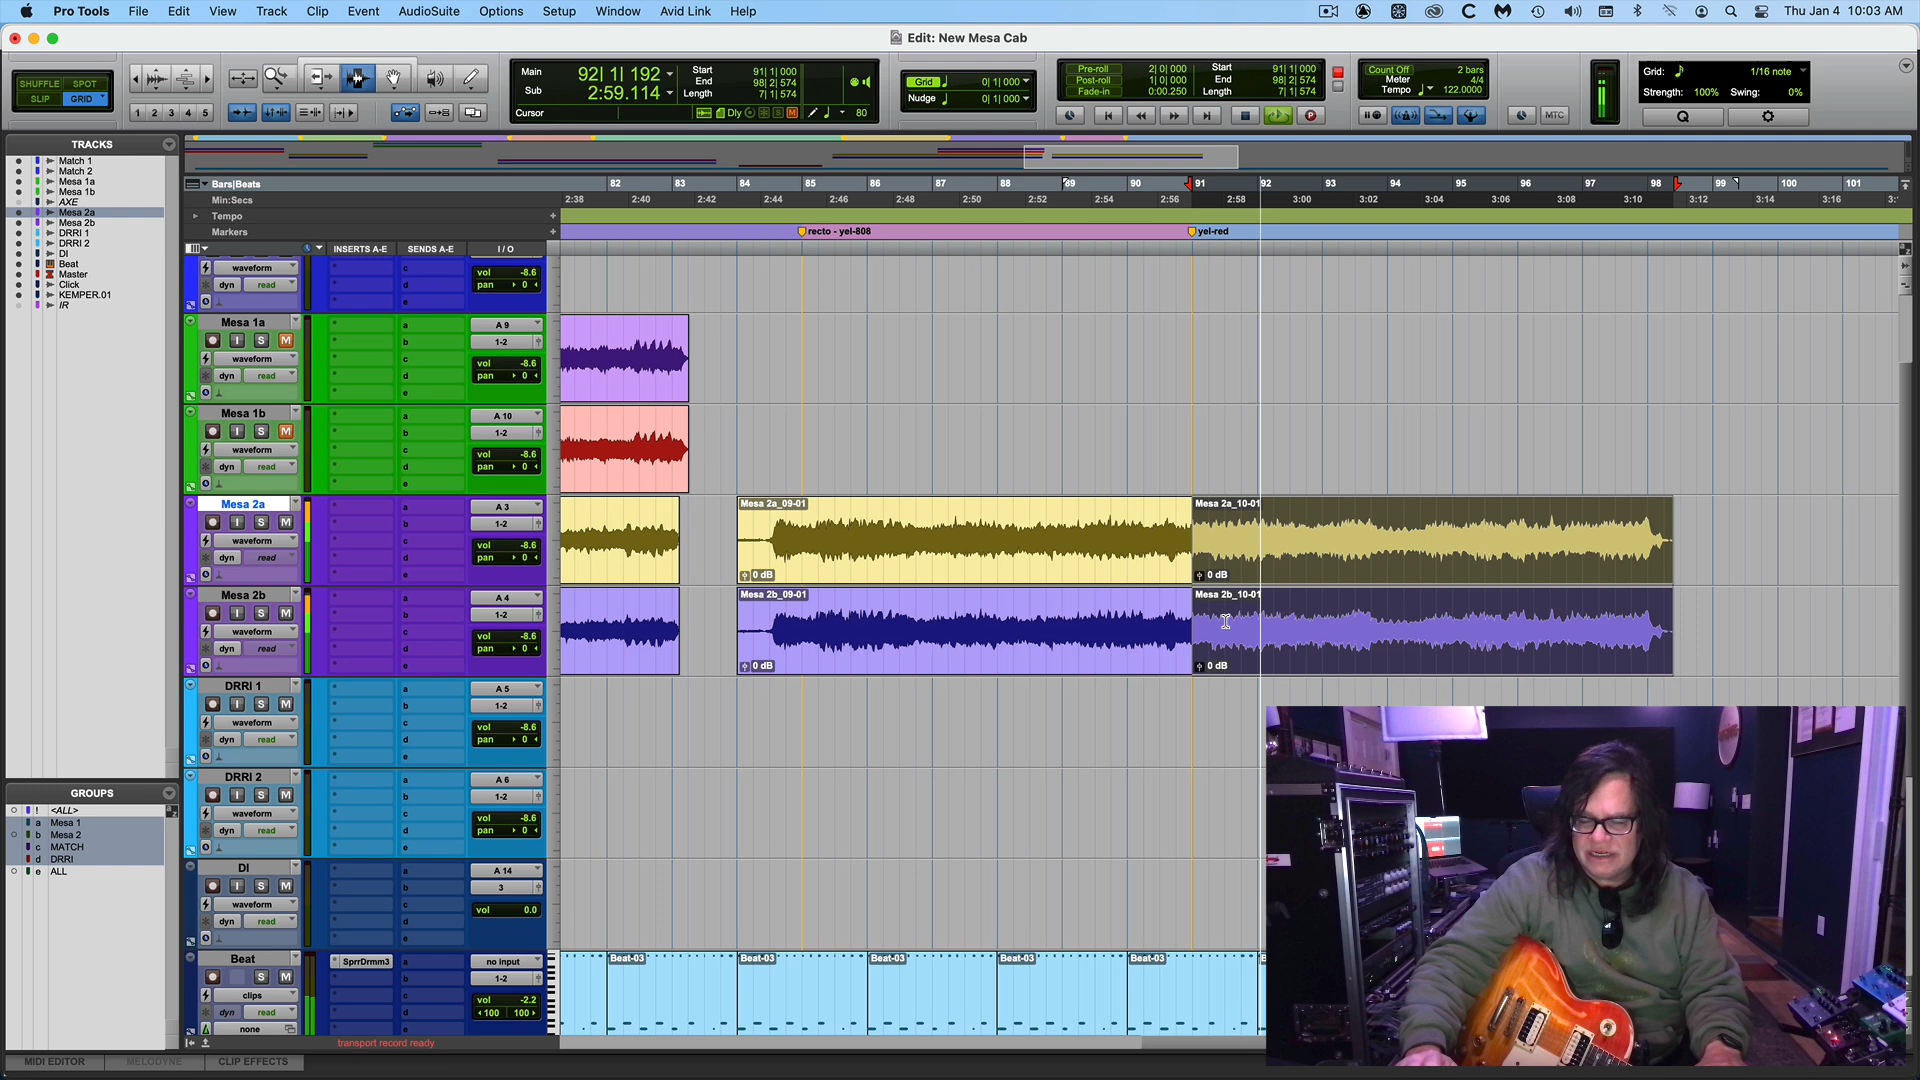 Pro Tools File Edit View Track Clip Event AudioSuite Options Setup Window Avid Link Help Thu Jan 4 10:03 AM
Edit: New Mesa Cab
SHUFFLE SPOT
SLIP GRID
1 2 3 4 5
Main 92| 1| 192
Sub 2:59.114
Start 91| 1| 000
End 98| 2| 574
Length 7| 1| 574
Cursor Dly 80
Grid 0| 1| 000
Nudge 0| 1| 000
Pre-roll 2| 0| 000
Post-roll 1| 0| 000
Fade-in 0:00.250
Start 91| 1| 000
End 98| 2| 574
Length 7| 1| 574
Count Off 2 bars
Meter 4/4
Tempo 122.0000
MTC
Grid: 1/16 note
Strength: 100% Swing: 0%
Q
TRACKS
Match 1
Match 2
Mesa 1a
Mesa 1b
AXE
Mesa 2a
Mesa 2b
DRRI 1
DRRI 2
DI
Beat
Master
Click
KEMPER.01
IR
GROUPS
! <ALL>
a Mesa 1
b Mesa 2
c MATCH
d DRRI
e ALL
Bars|Beats 82 83 84 85 86 87 88 89 90 91 92 93 94 95 96 97 98 99 100 101
Min:Secs 2:38 2:40 2:42 2:44 2:46 2:48 2:50 2:52 2:54 2:56 2:58 3:00 3:02 3:04 3:06 3:08 3:10 3:12 3:14 3:16
Tempo
Markers recto - yel-808 yel-red
INSERTS A-E SENDS A-E I / O
waveform c vol -8.6
dyn read d pan 0
e
Mesa 1a a A 9
I S M b 1-2
waveform c vol -8.6
dyn read d pan 0
e
Mesa 1b a A 10
I S M b 1-2
waveform c vol -8.6
dyn read d pan 0
e
Mesa 2a a A 3
I S M b 1-2
waveform c vol -8.6
dyn read d pan 0
e
Mesa 2a_09-01 Mesa 2a_10-01
0 dB 0 dB
Mesa 2b a A 4
I S M b 1-2
waveform c vol -8.6
dyn read d pan 0
e
Mesa 2b_09-01 Mesa 2b_10-01
0 dB 0 dB
DRRI 1 a A 5
I S M b 1-2
waveform c vol -8.6
dyn read d pan 0
e
DRRI 2 a A 6
I S M b 1-2
waveform c vol -8.6
dyn read d pan 0
e
DI a A 14
I S M b 3
waveform c vol 0.0
dyn read d
e
Beat SprrDrmm3 a no input
S M b 1-2
clips c vol -2.2
dyn read d 100 100
none e
Beat-03 Beat-03 Beat-03 Beat-03 Beat-03
transport record ready
MIDI EDITOR MELODYNE CLIP EFFECTS